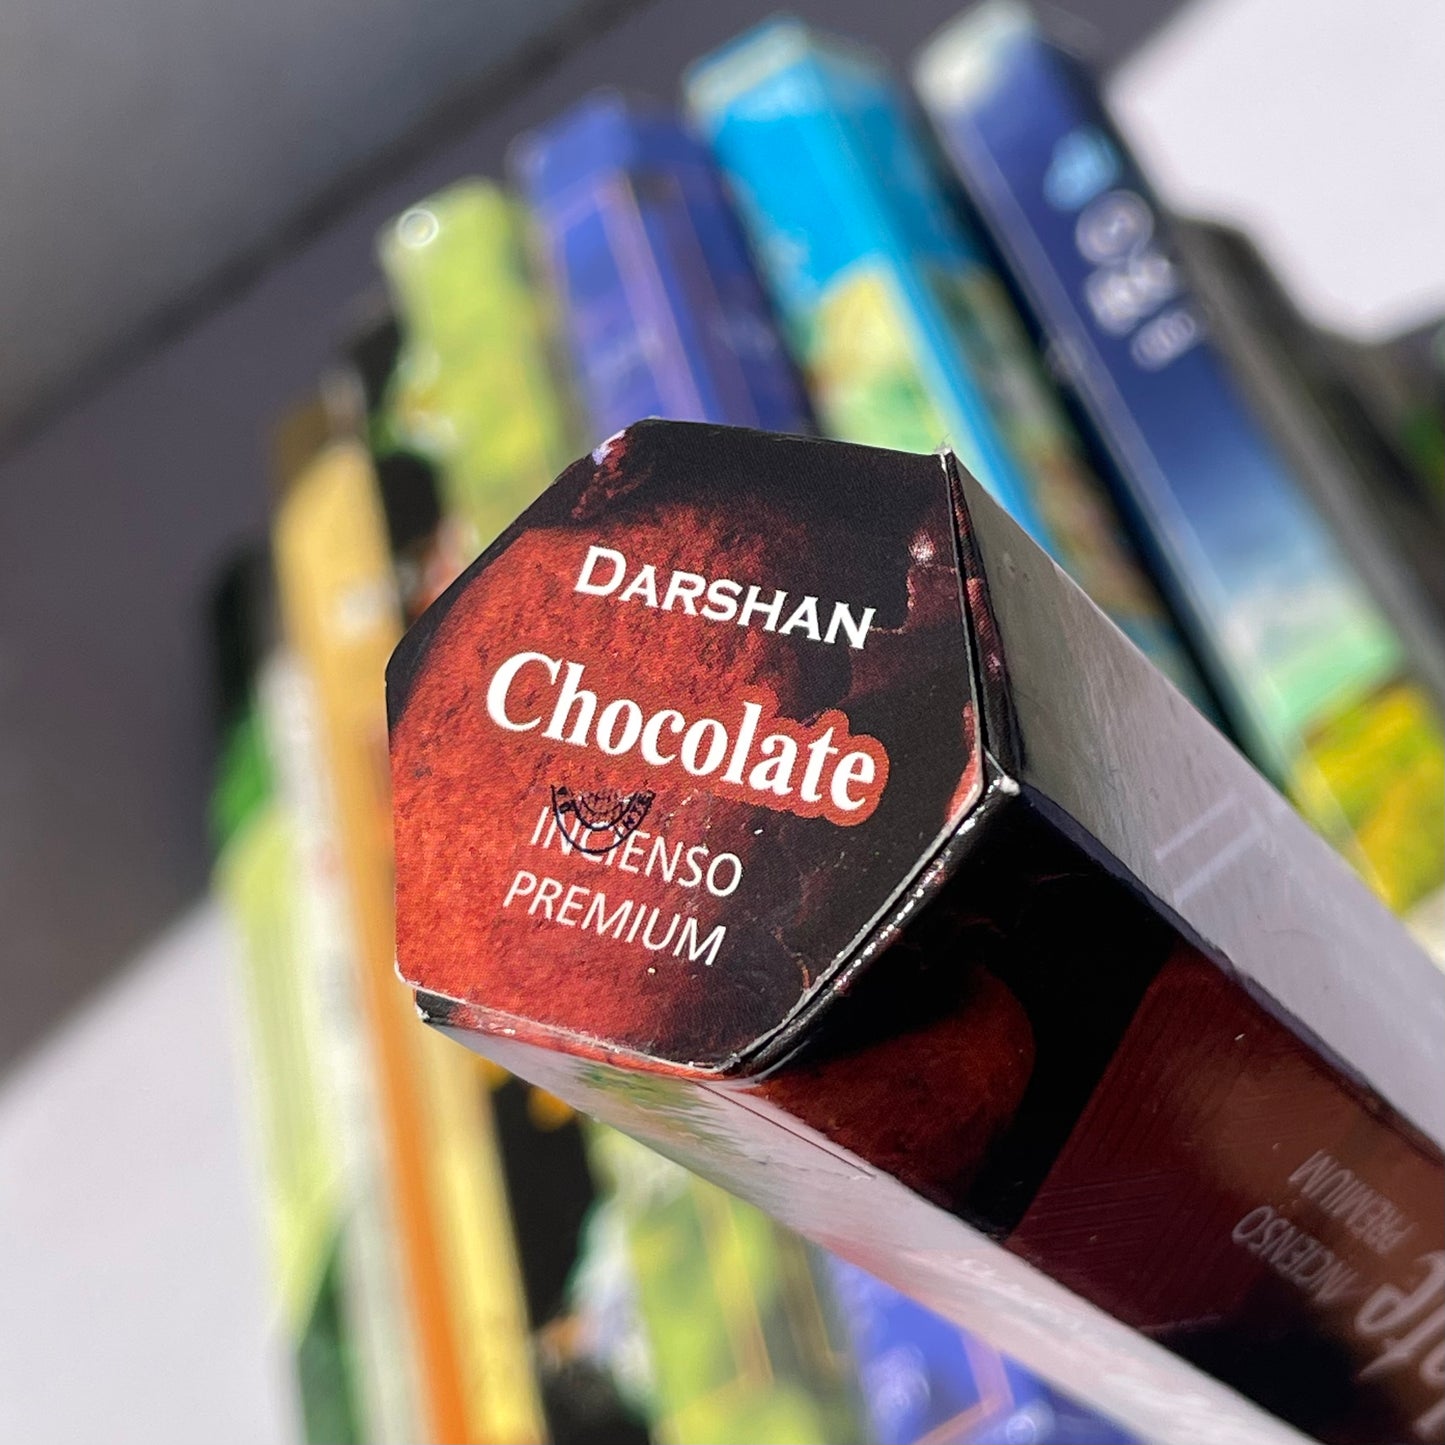 DARSHAN
Chocolate
INCIENSO
PREMIUM
INCIENSO
PREMIUM